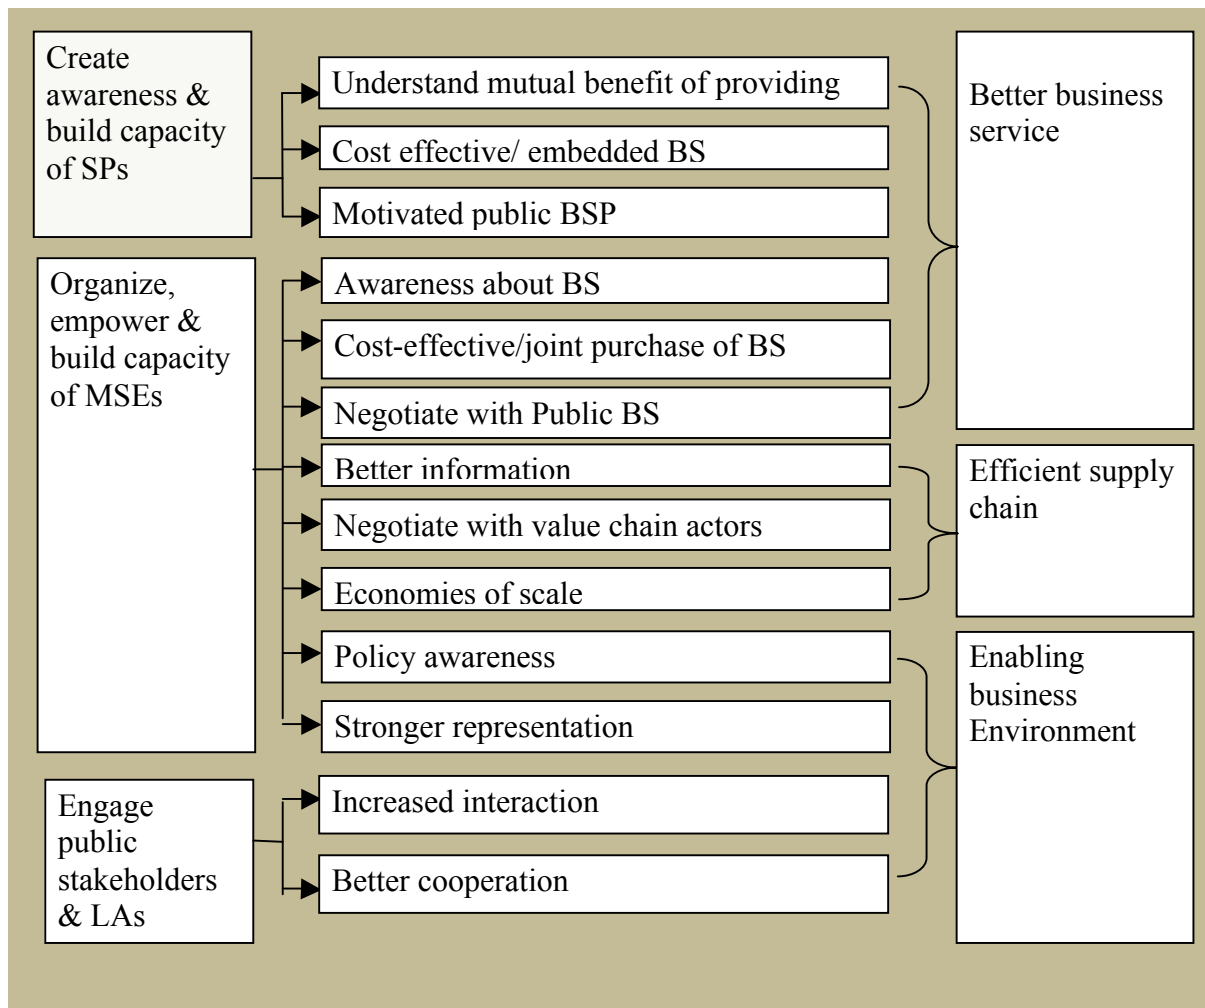 Create
awareness &
build capacity
of SPs
Understand mutual benefit of providing
Cost effective/ embedded BS
Motivated public BSP
Organize,
empower &
build capacity
of MSEs
Awareness about BS
Cost-effective/joint purchase of BS
Negotiate with Public BS
Better information
Negotiate with value chain actors
Economies of scale
Policy awareness
Stronger representation
Engage
public
stakeholders
& LAs
Increased interaction
Better cooperation
Better business
service
Efficient supply
chain
Enabling
business
Environment